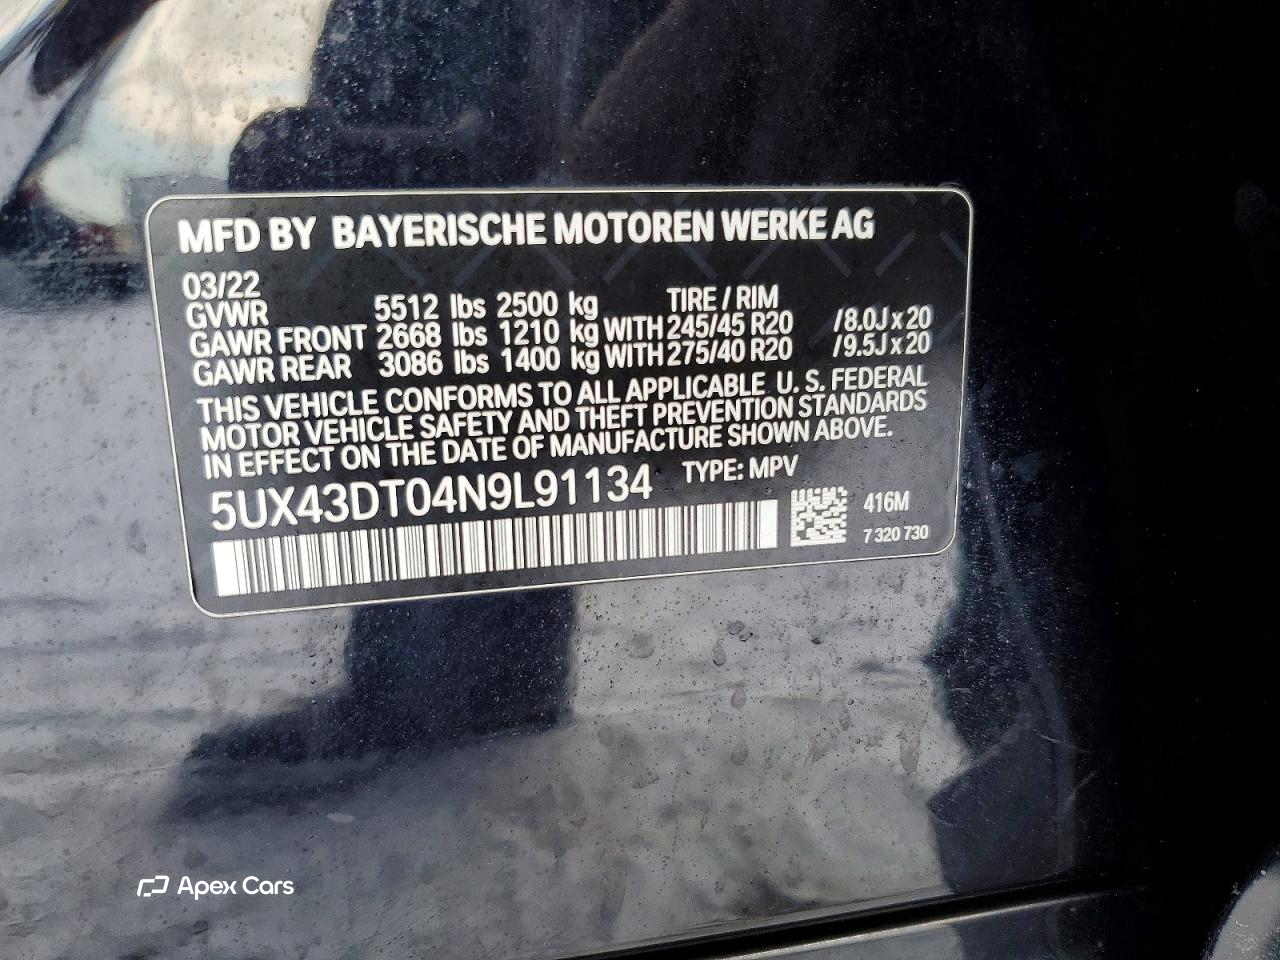 MFD BY BAYERISCHE MOTOREN WERKE AG
03/22
GVWR 5512 lbs 2500 kg TIRE / RIM
GAWR FRONT 2668 lbs 1210 kg WITH 245/45 R20 /8.0J x 20
GAWR REAR 3086 lbs 1400 kg WITH 275/40 R20 /9.5J x 20
THIS VEHICLE CONFORMS TO ALL APPLICABLE U. S. FEDERAL
MOTOR VEHICLE SAFETY AND THEFT PREVENTION STANDARDS
IN EFFECT ON THE DATE OF MANUFACTURE SHOWN ABOVE.
5UX43DT04N9L91134 TYPE: MPV
416M
7 320 730
Apex Cars